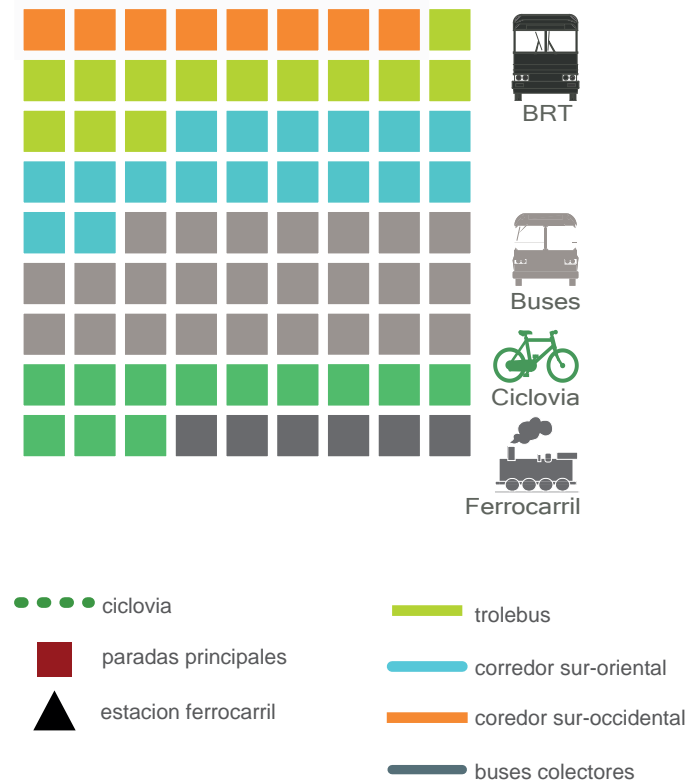 BRT
Buses
Ciclovia
Ferrocarril
ciclovia
paradas principales
estacion ferrocarril
trolebus
corredor sur-oriental
coredor sur-occidental
buses colectores